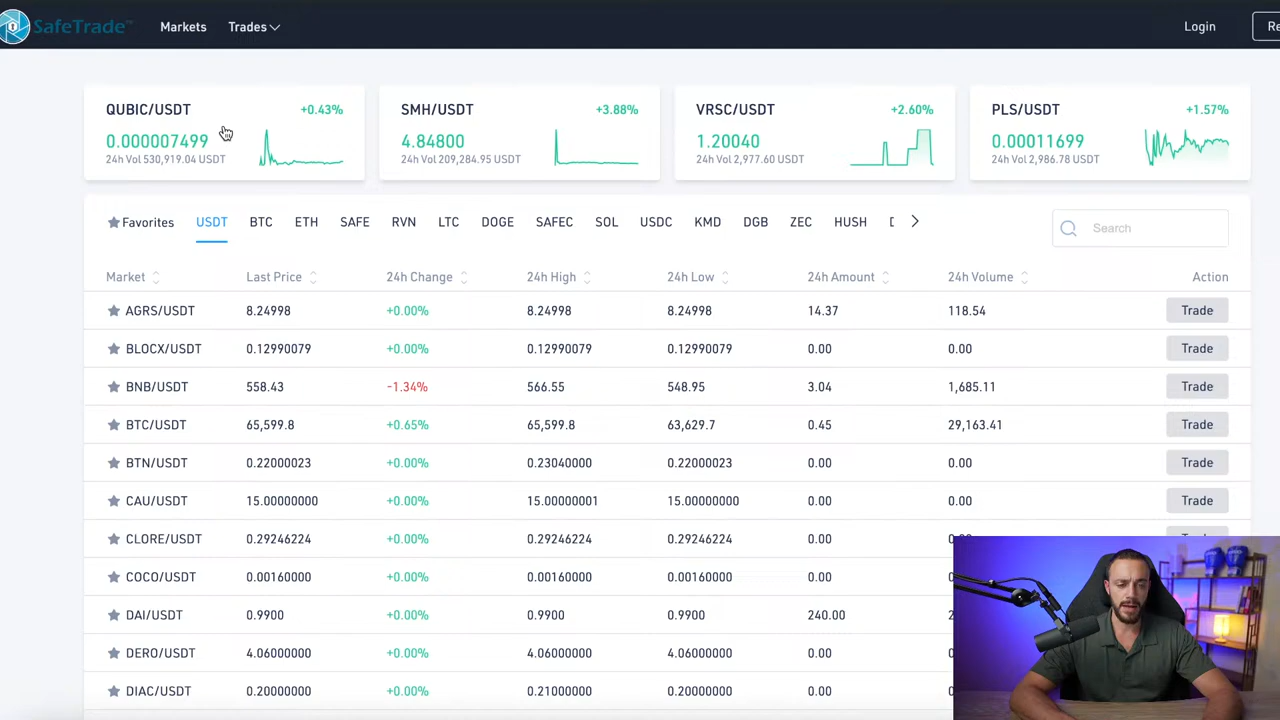 SafeTrade™ Markets Trades Login Re
QUBIC/USDT +0.43%
0.000007499
24h Vol 530,919.04 USDT
SMH/USDT +3.88%
4.84800
24h Vol 209,284.95 USDT
VRSC/USDT +2.60%
1.20040
24h Vol 2,977.60 USDT
PLS/USDT +1.57%
0.00011699
24h Vol 2,986.78 USDT
Favorites USDT BTC ETH SAFE RVN LTC DOGE SAFEC SOL USDC KMD DGB ZEC HUSH Search
Market Last Price 24h Change 24h High 24h Low 24h Amount 24h Volume Action
AGRS/USDT 8.24998 +0.00% 8.24998 8.24998 14.37 118.54 Trade
BLOCX/USDT 0.12990079 +0.00% 0.12990079 0.12990079 0.00 0.00 Trade
BNB/USDT 558.43 -1.34% 566.55 548.95 3.04 1,685.11 Trade
BTC/USDT 65,599.8 +0.65% 65,599.8 63,629.7 0.45 29,163.41 Trade
BTN/USDT 0.22000023 +0.00% 0.23040000 0.22000023 0.00 0.00 Trade
CAU/USDT 15.00000000 +0.00% 15.00000001 15.00000000 0.00 0.00 Trade
CLORE/USDT 0.29246224 +0.00% 0.29246224 0.29246224 0.00
COCO/USDT 0.00160000 +0.00% 0.00160000 0.00160000 0.00
DAI/USDT 0.9900 +0.00% 0.9900 0.9900 240.00
DERO/USDT 4.06000000 +0.00% 4.06000000 4.06000000 0.00
DIAC/USDT 0.20000000 +0.00% 0.21000000 0.20000000 0.00